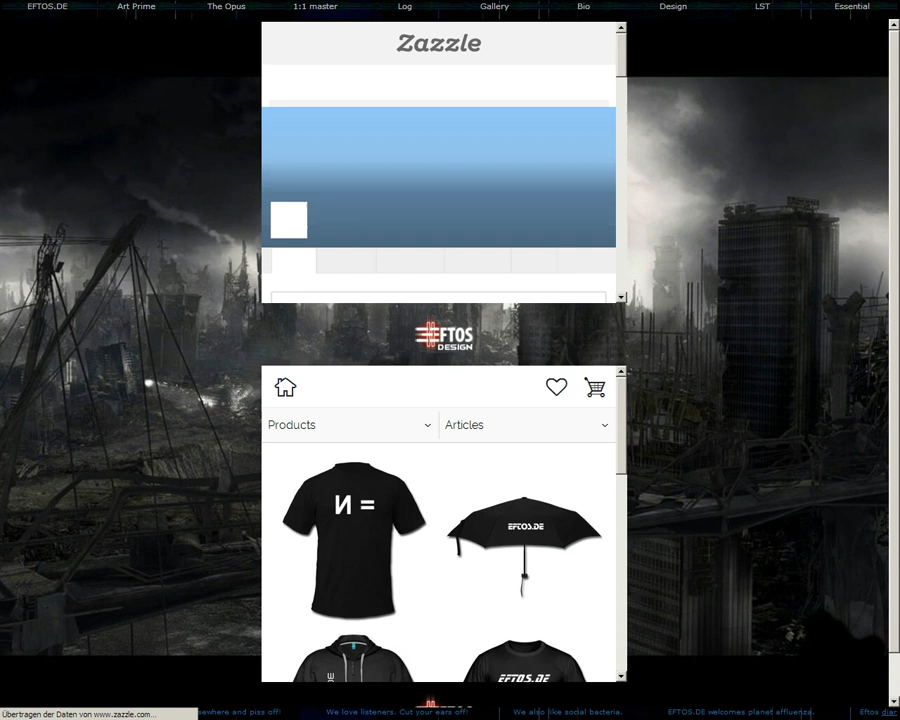 EFTOS.DE Art Prime The Opus 1:1 master Log Gallery Bio Design LST Essential
Zazzle
EFTOS
DESIGN
Products Articles
И =
EFTOS.DE
EFTOS.DE
Übertragen der Daten von www.zazzle.com... sewhere and piss off! We love listeners. Cut your ears off! We also like social bacteria. EFTOS.DE welcomes planet affluenza. Eftos diar